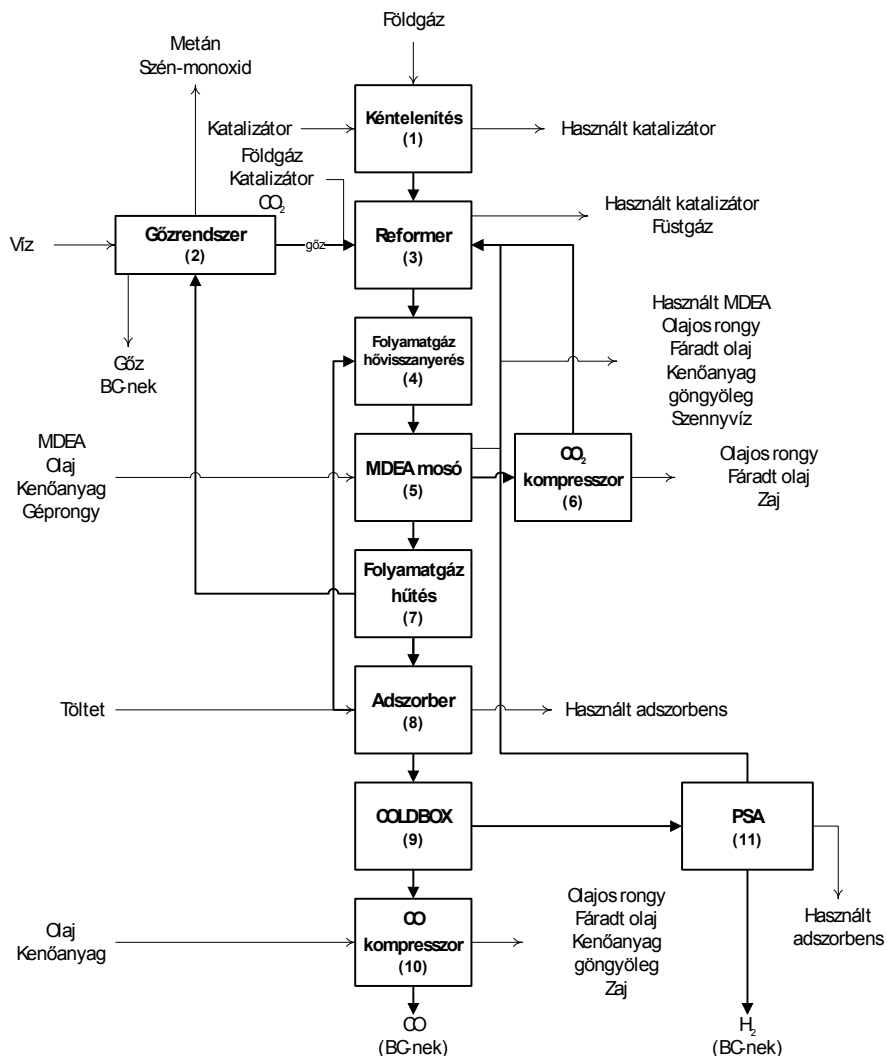 Földgáz
Metán
Szén-monoxid
Katalizátor
Kéntelenítés
(1)
Használt katalizátor
Földgáz
Katalizátor
CO₂
Víz
Gőzrendszer
(2)
gőz
Reformer
(3)
Használt katalizátor
Füstgáz
Gőz
BC-nek
Folyamatgáz
hővisszanyerés
(4)
Használt MDEA
Olajos rongy
Fáradt olaj
Kenőanyag
göngyöleg
Szennyvíz
MDEA
Olaj
Kenőanyag
Géprongy
MDEA mosó
(5)
CO₂
kompresszor
(6)
Olajos rongy
Fáradt olaj
Zaj
Folyamatgáz
hűtés
(7)
Töltet
Adszorber
(8)
Használt adszorbens
COLDBOX
(9)
PSA
(11)
Olaj
Kenőanyag
CO
kompresszor
(10)
Olajos rongy
Fáradt olaj
Kenőanyag
göngyöleg
Zaj
Használt
adszorbens
CO
(BC-nek)
H₂
(BC-nek)